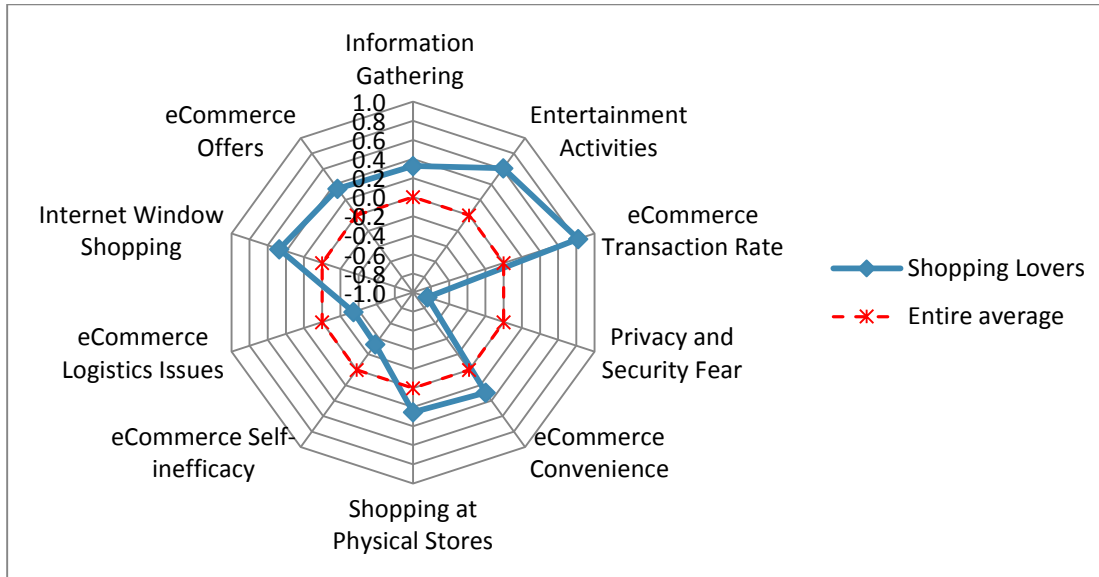 Information
Gathering
Entertainment
Activities
eCommerce
Transaction Rate
Privacy and
Security Fear
eCommerce
Convenience
Shopping at
Physical Stores
eCommerce Self-
inefficacy
eCommerce
Logistics Issues
Internet Window
Shopping
eCommerce
Offers
1.0
0.8
0.6
0.4
0.2
0.0
-0.2
-0.4
-0.6
-0.8
-1.0
Shopping Lovers
Entire average